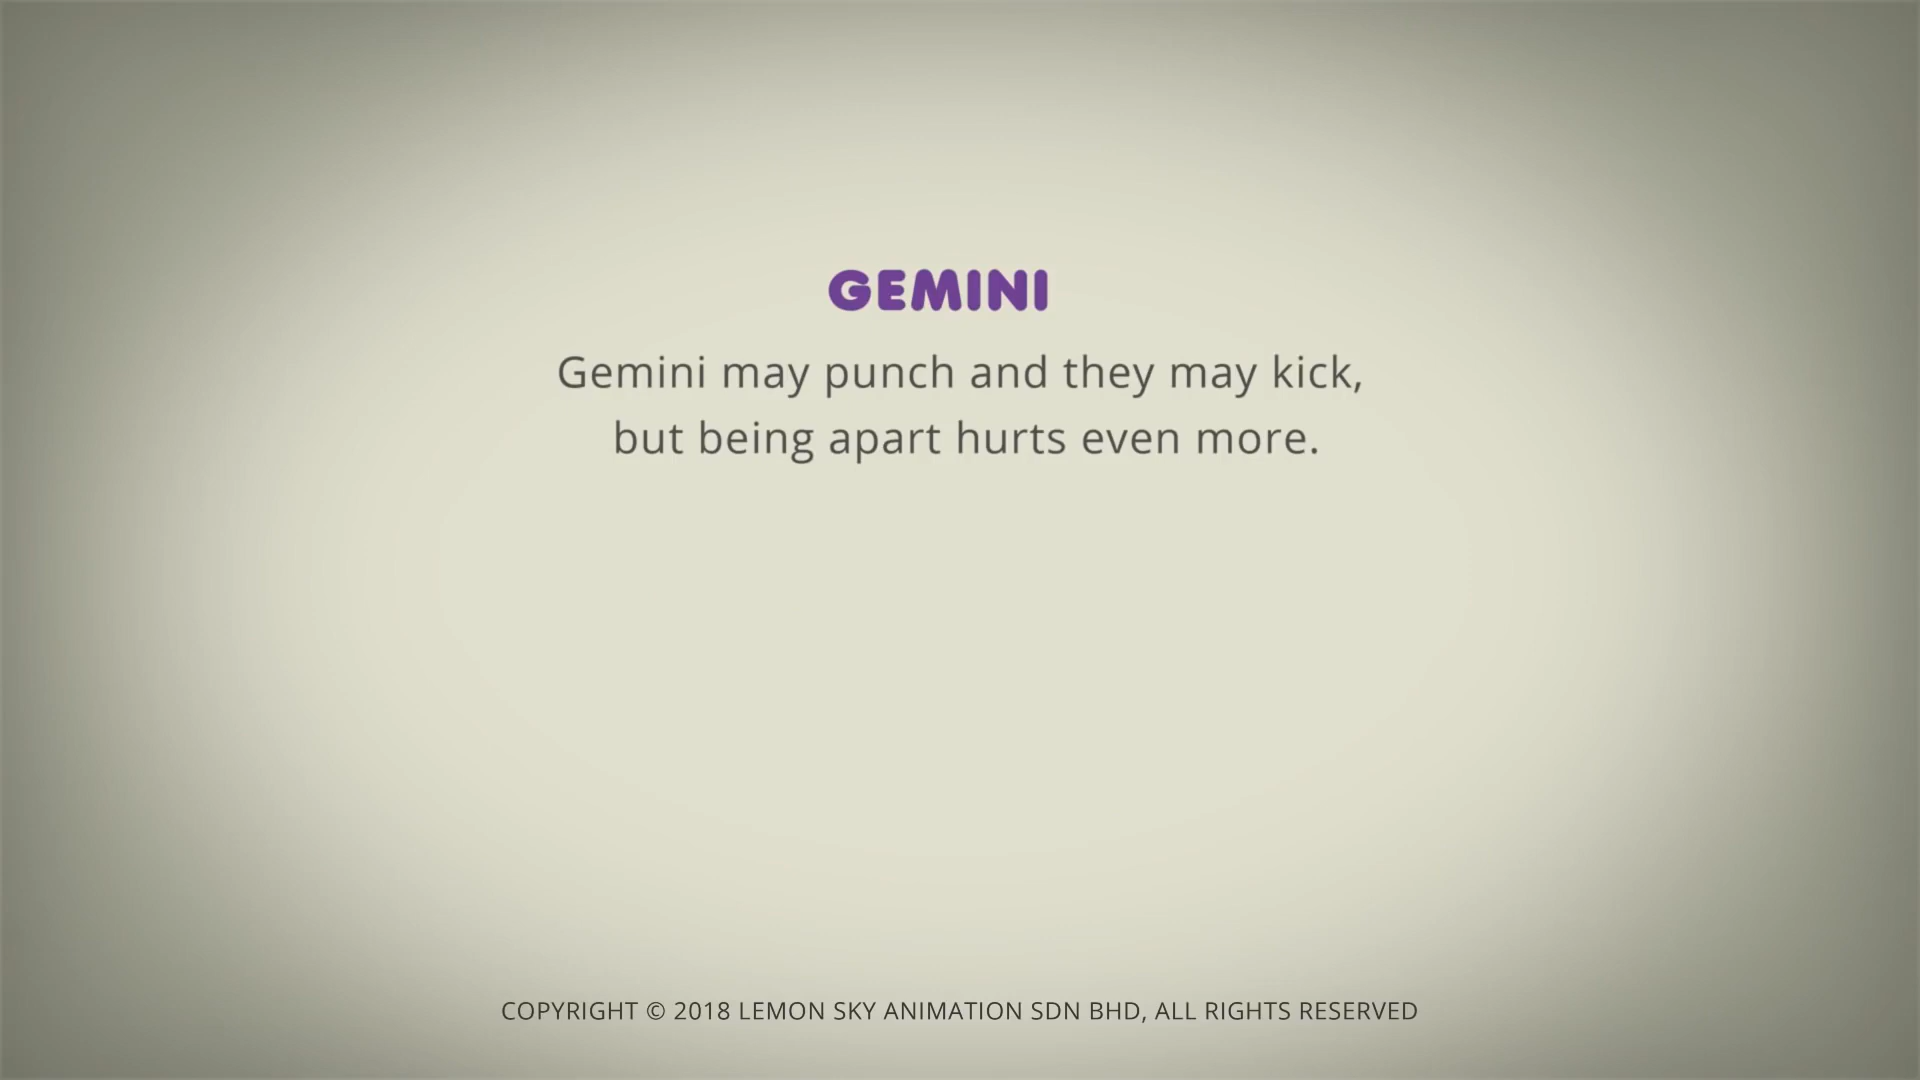 GEMINI
Gemini may punch and they may kick,
but being apart hurts even more.
COPYRIGHT © 2018 LEMON SKY ANIMATION SDN BHD, ALL RIGHTS RESERVED